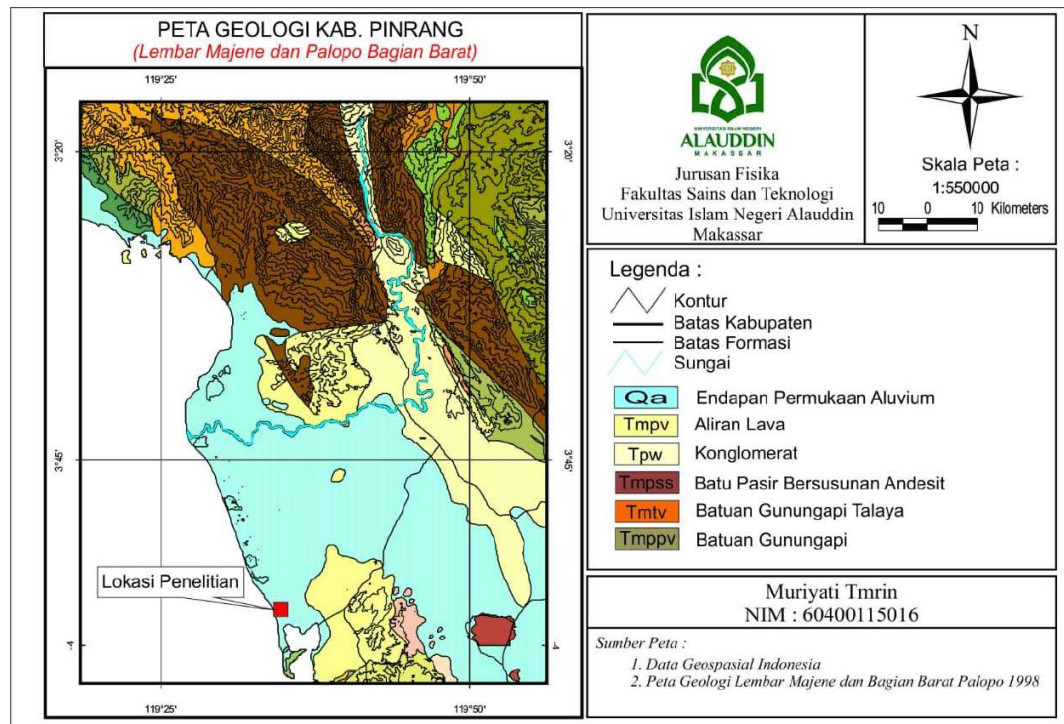 PETA GEOLOGI KAB. PINRANG
(Lembar Majene dan Palopo Bagian Barat)
119°25'
119°50'
3°20'
3°20'
3°45'
3°45'
-4
-4
119°25'
119°50'
Lokasi Penelitian
UNIVERSITAS ISLAM NEGERI
ALAUDDIN
MAKASSAR
Jurusan Fisika
Fakultas Sains dan Teknologi
Universitas Islam Negeri Alauddin
Makassar
N
Skala Peta :
1:550000
10 0 10 Kilometers
Legenda :
Kontur
Batas Kabupaten
Batas Formasi
Sungai
Qa Endapan Permukaan Aluvium
Tmpv Aliran Lava
Tpw Konglomerat
Tmpss Batu Pasir Bersusunan Andesit
Tmtv Batuan Gunungapi Talaya
Tmppv Batuan Gunungapi
Muriyati Tmrin
NIM : 60400115016
Sumber Peta :
1. Data Geospasial Indonesia
2. Peta Geologi Lembar Majene dan Bagian Barat Palopo 1998